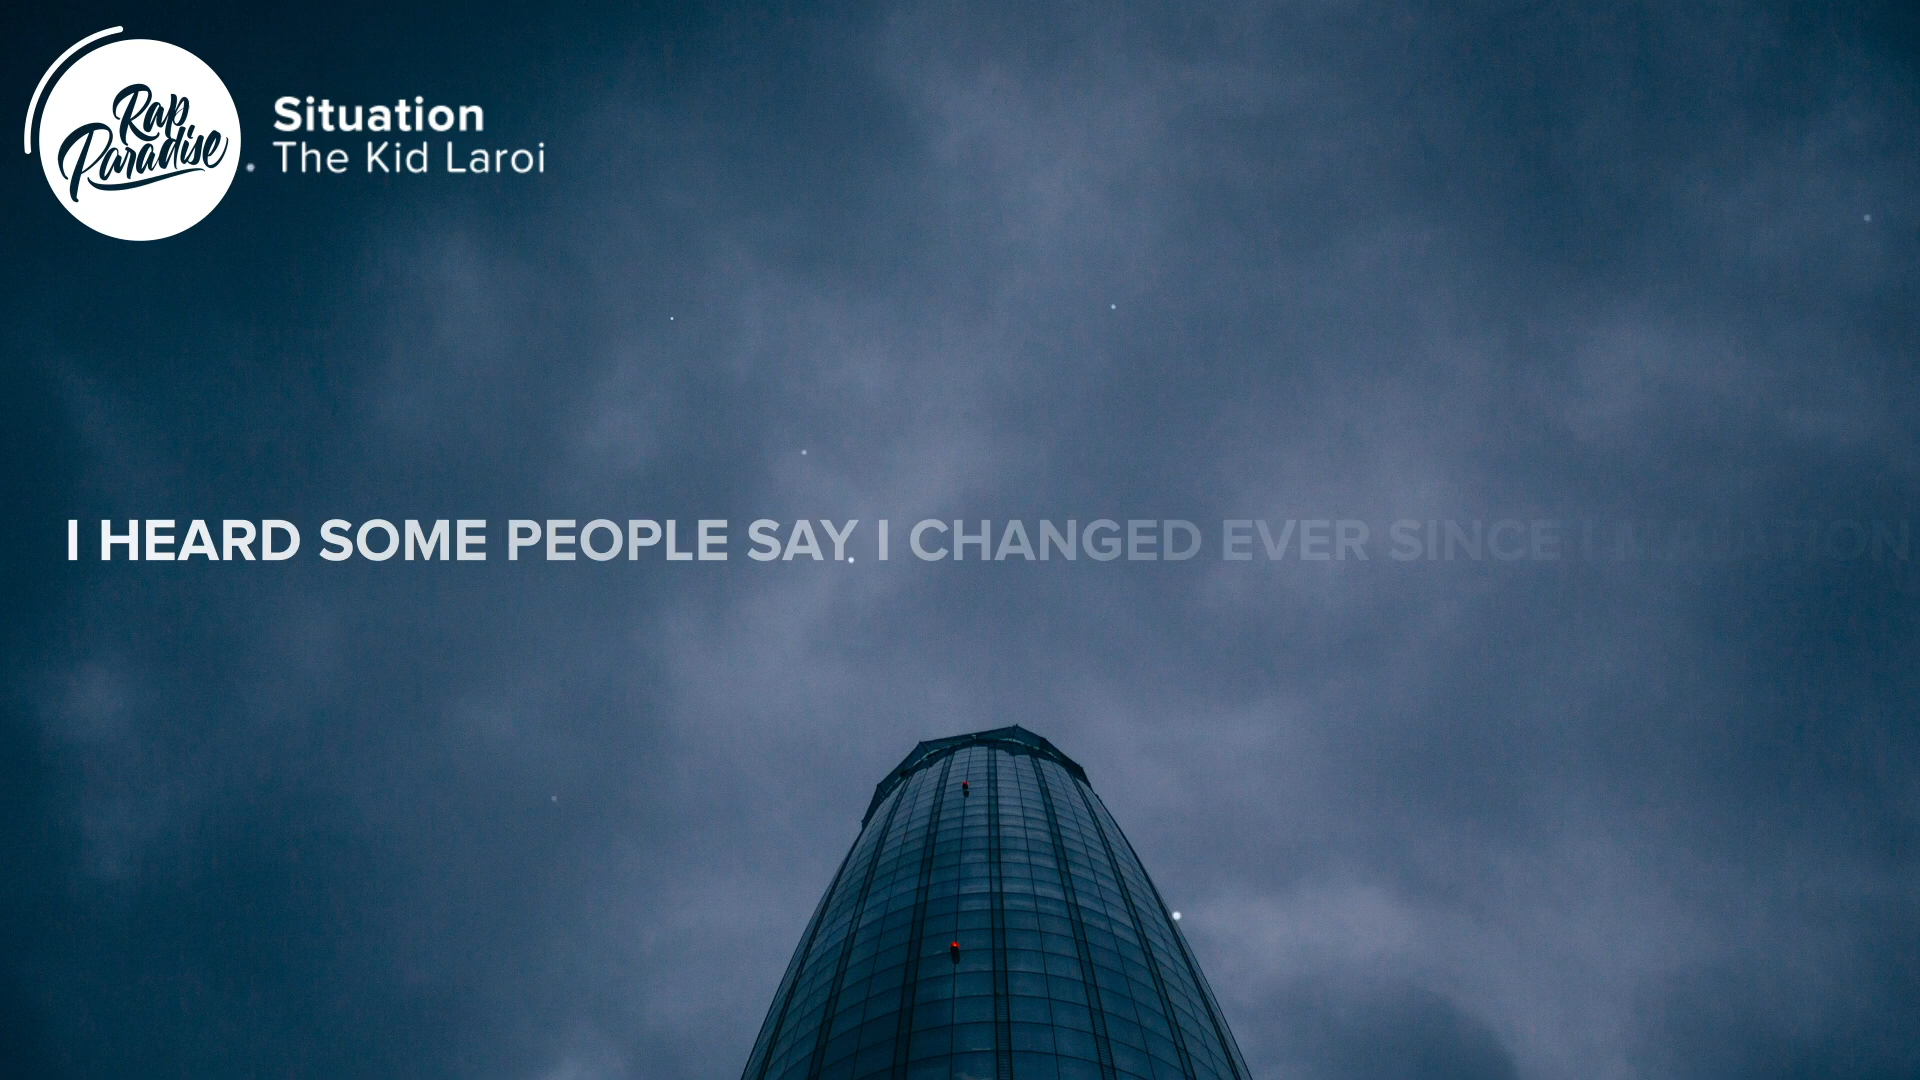 Rap
Paradise
Situation
The Kid Laroi
I HEARD SOME PEOPLE SAY I CHANGED EVER SINCE I